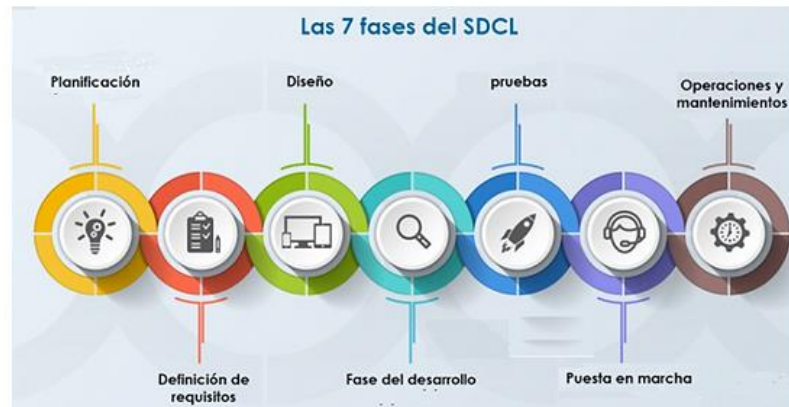 Las 7 fases del SDCL
Planificación
Diseño
pruebas
Operaciones y
mantenimientos
Definición de
requisitos
Fase del desarrollo
Puesta en marcha